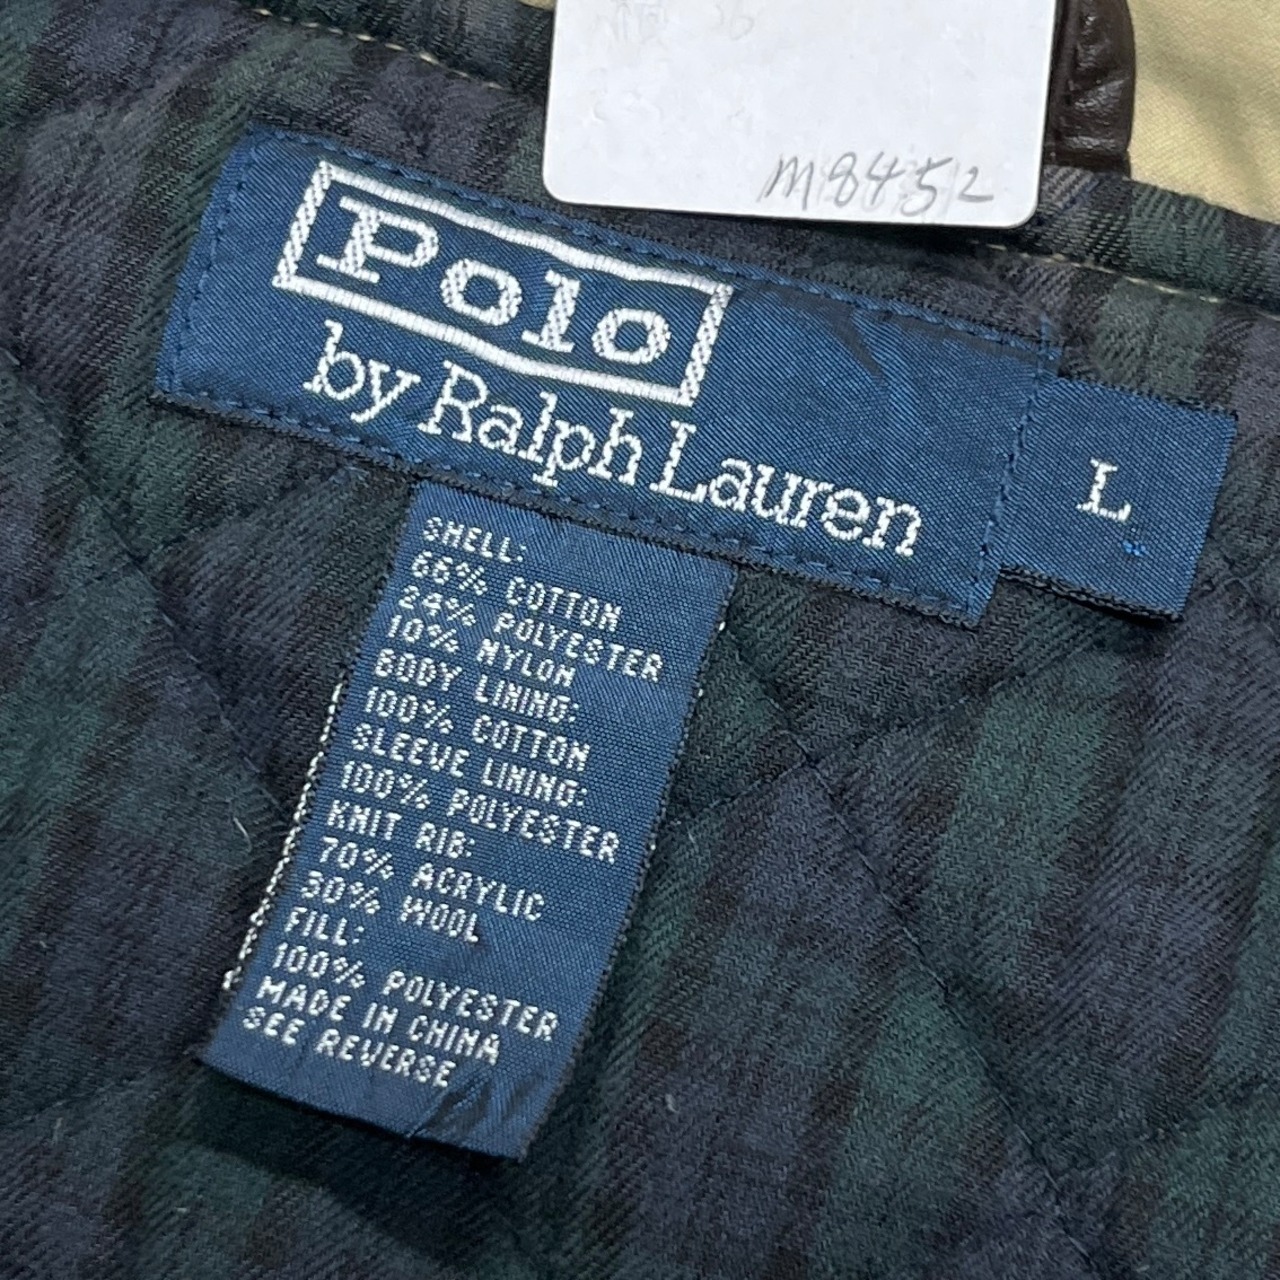 M8452
Polo
by Ralph Lauren
L
SHELL:
66% COTTON
24% POLYESTER
10% NYLON
BODY LINING:
100% COTTON
SLEEVE LINING:
100% POLYESTER
KNIT RIB:
70% ACRYLIC
30% WOOL
FILL:
100% POLYESTER
MADE IN CHINA
SEE REVERSE